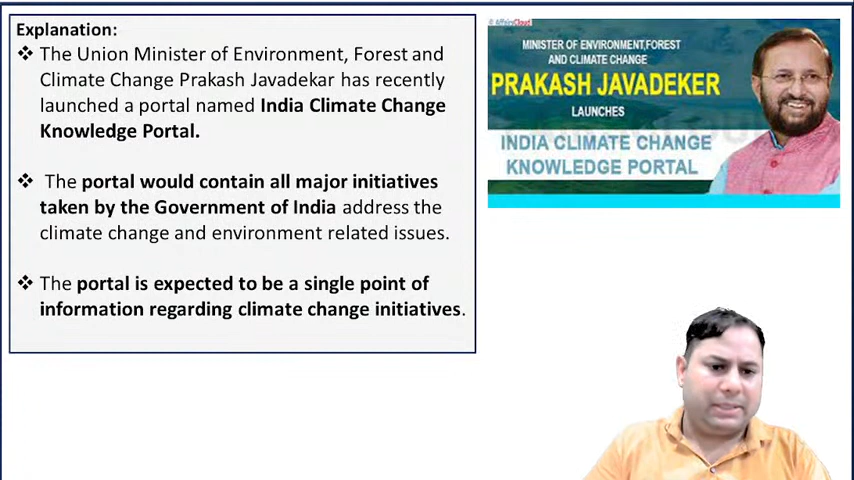 Explanation:
❖ The Union Minister of Environment, Forest and
Climate Change Prakash Javadekar has recently
launched a portal named India Climate Change
Knowledge Portal.
❖ The portal would contain all major initiatives
taken by the Government of India address the
climate change and environment related issues.
❖ The portal is expected to be a single point of
information regarding climate change initiatives.
© AffairsCloud
MINISTER OF ENVIRONMENT,FOREST
AND CLIMATE CHANGE
PRAKASH JAVADEKER
LAUNCHES
INDIA CLIMATE CHANGE
KNOWLEDGE PORTAL